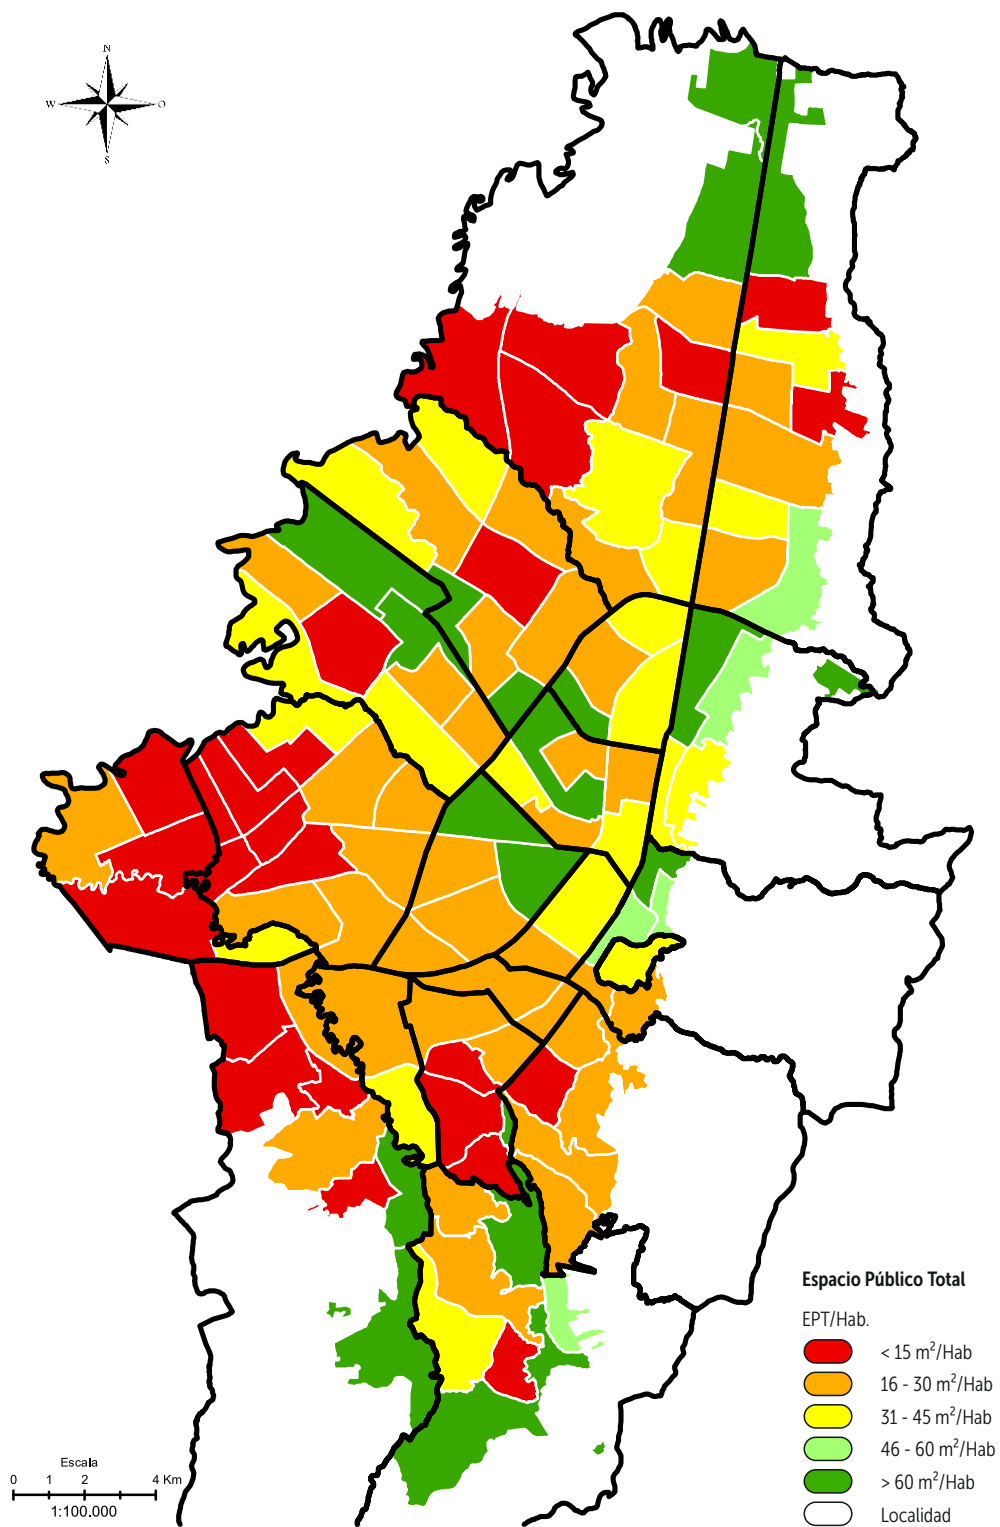 N
W
O
S
Espacio Público Total
EPT/Hab.
< 15 m²/Hab
16 - 30 m²/Hab
31 - 45 m²/Hab
46 - 60 m²/Hab
> 60 m²/Hab
Localidad
Escala
0 1 2 4 Km
1:100.000